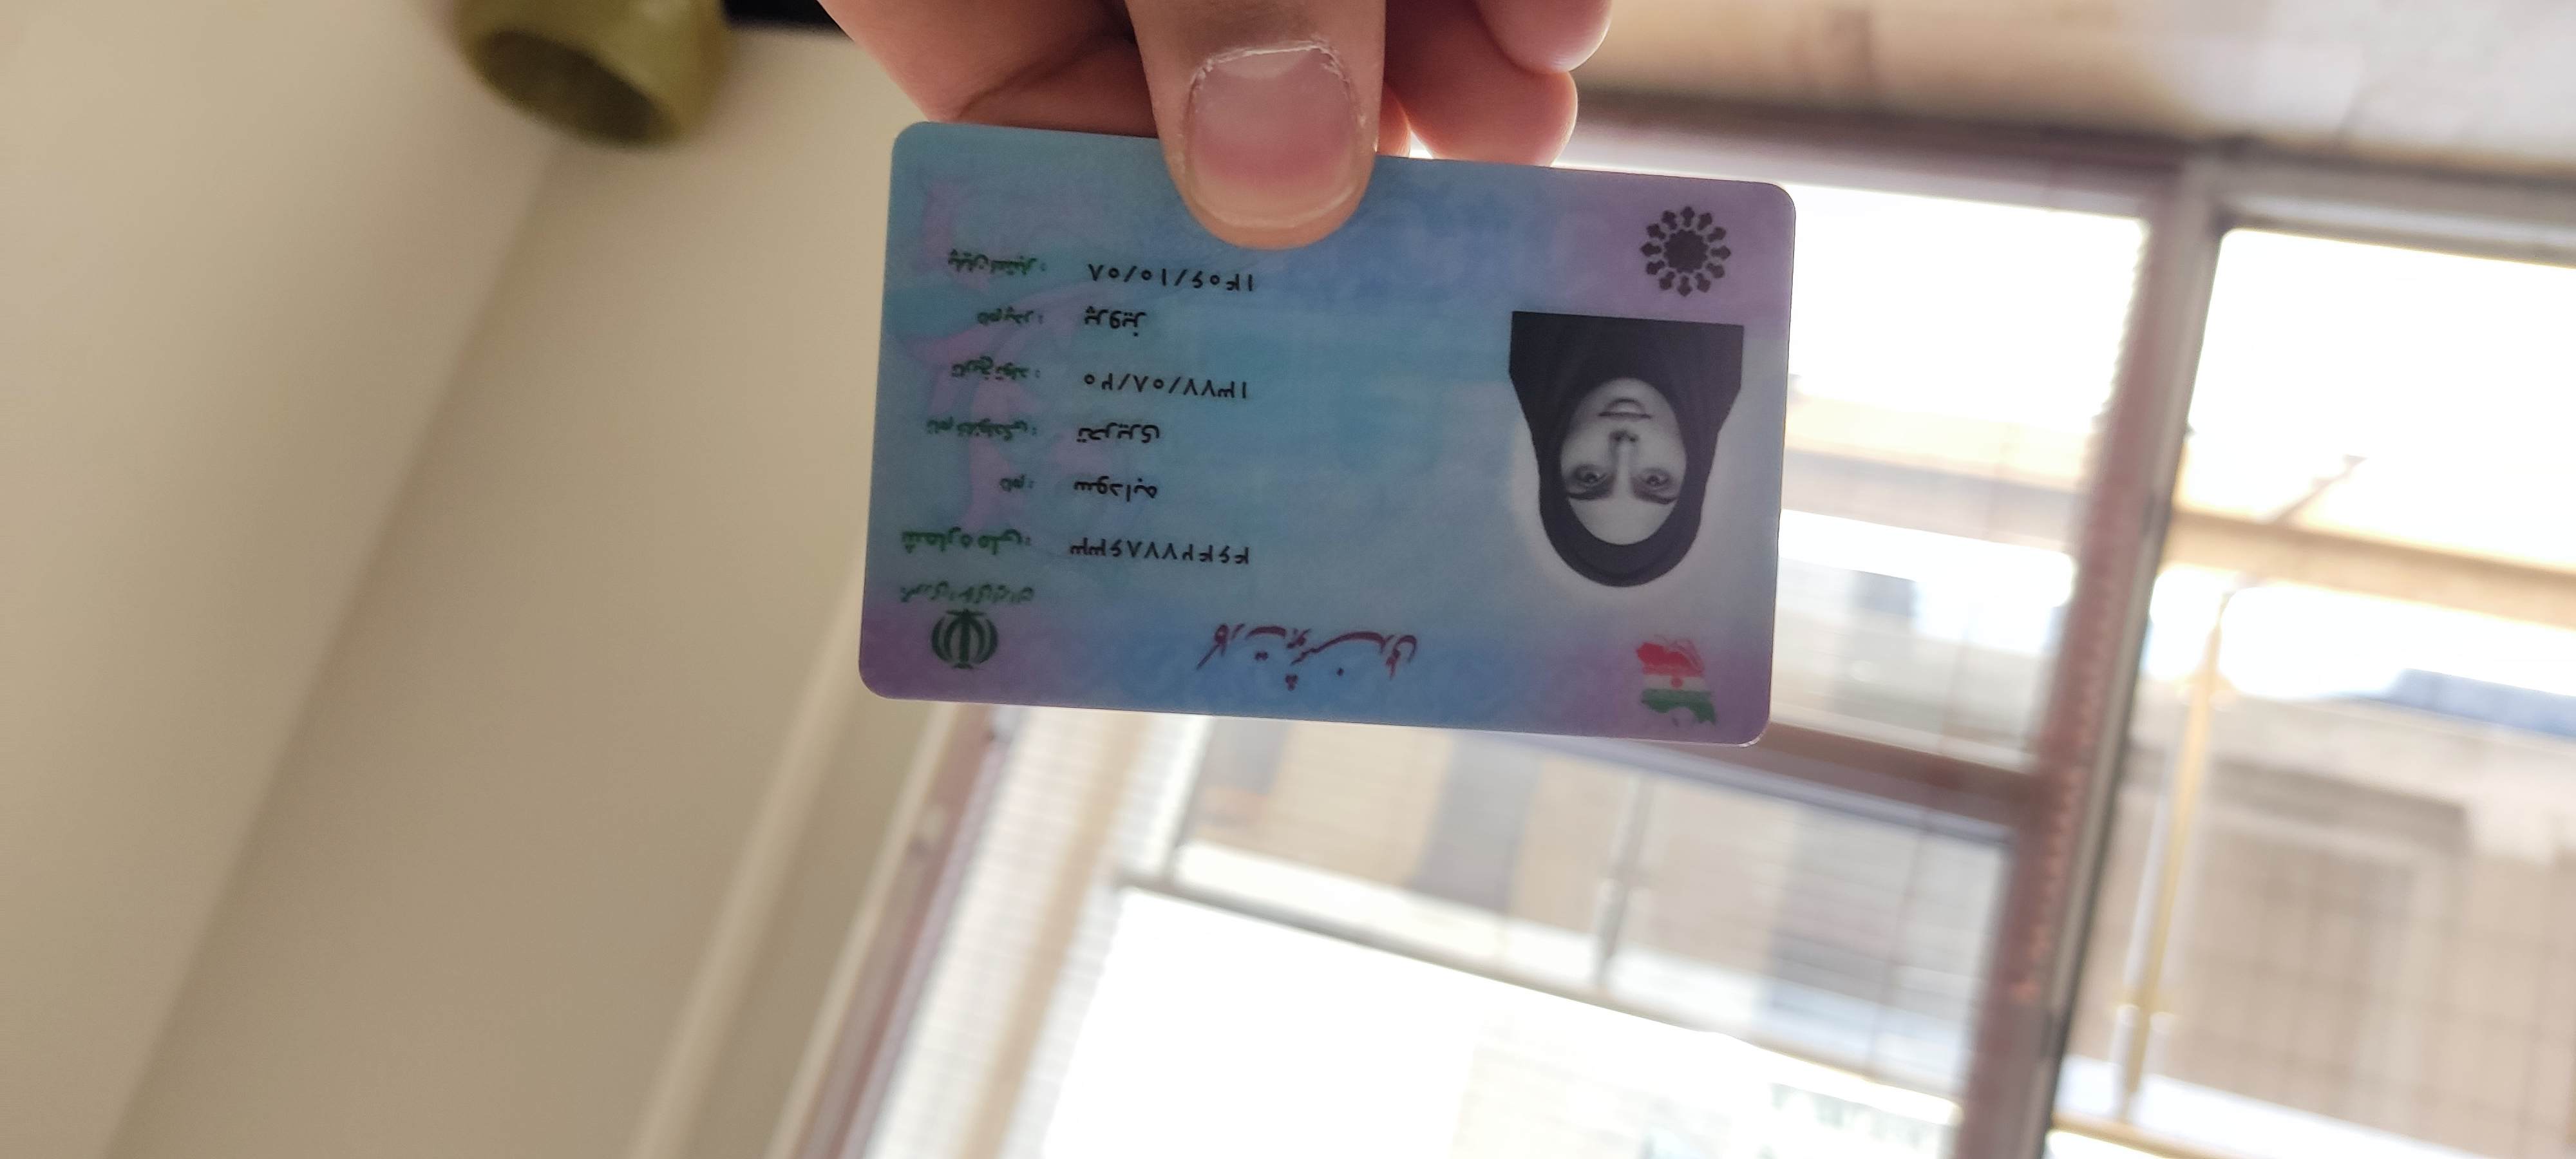 کارت هوشمند ملی
جمهوری اسلامی ایران
شماره ملی: ۴۶۴۲۷۷۸۶۳۳
نام: سودابه
نام خانوادگی: تحریری
تاریخ تولد: ۱۳۷۷/۰۸/۲۰
نام پدر: پرویز
پایان اعتبار: ۱۴۰۶/۱۰/۰۸